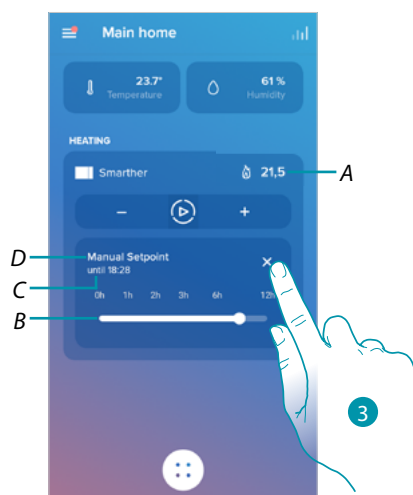 Main home
23.7°
Temperature
61 %
Humidity
HEATING
Smarther
21,5
A
−
+
D
Manual Setpoint
C
until 18:28
0h 1h 2h 3h 6h 12h
B
3